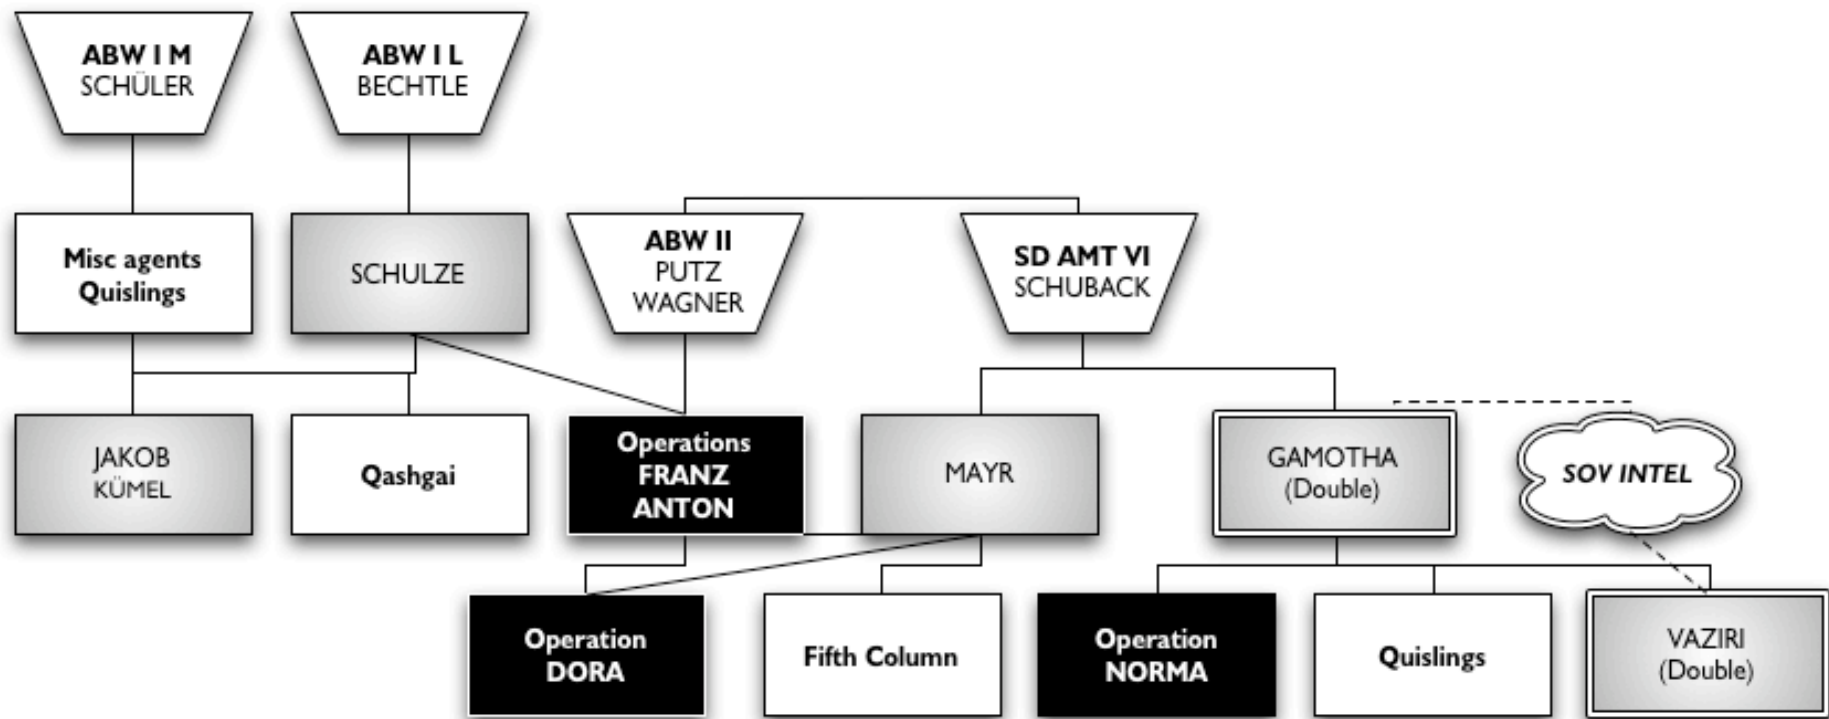 ABW I M
SCHÜLER
ABW I L
BECHTLE
Misc agents
Quislings
SCHULZE
ABW II
PUTZ
WAGNER
SD AMT VI
SCHUBACK
JAKOB
KÜMEL
Qashgai
Operations
FRANZ
ANTON
MAYR
GAMOTHA
(Double)
SOV INTEL
Operation
DORA
Fifth Column
Operation
NORMA
Quislings
VAZIRI
(Double)